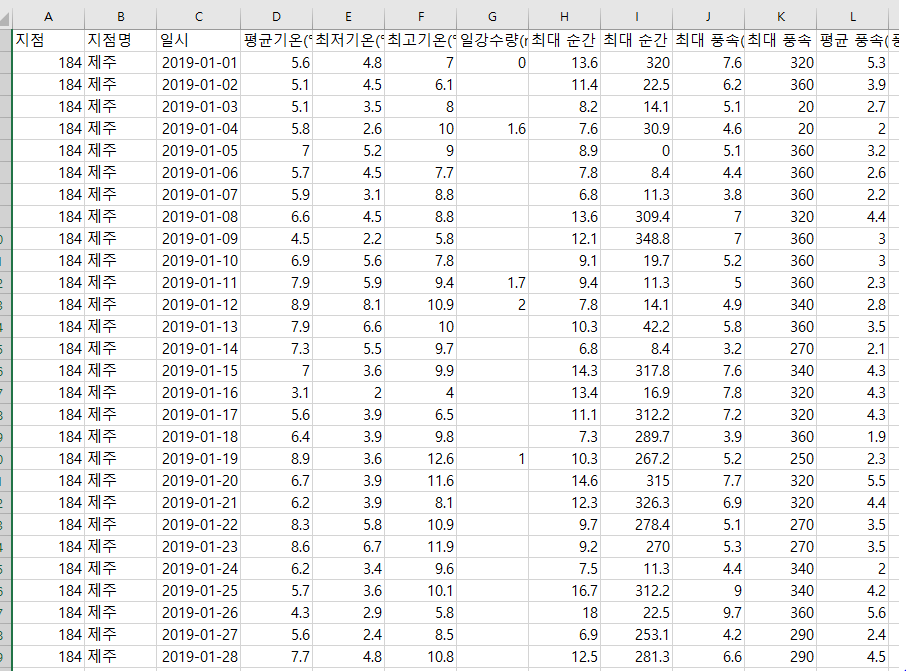 A B C D E F G H I J K L
지점 지점명 일시 평균기온(° 최저기온(° 최고기온(° 일강수량(r 최대 순간 최대 순간 최대 풍속( 최대 풍속 평균 풍속(
184 제주 2019-01-01 5.6 4.8 7 0 13.6 320 7.6 320 5.3
184 제주 2019-01-02 5.1 4.5 6.1 11.4 22.5 6.2 360 3.9
184 제주 2019-01-03 5.1 3.5 8 8.2 14.1 5.1 20 2.7
184 제주 2019-01-04 5.8 2.6 10 1.6 7.6 30.9 4.6 20 2
184 제주 2019-01-05 7 5.2 9 8.9 0 5.1 360 3.2
184 제주 2019-01-06 5.7 4.5 7.7 7.8 8.4 4.4 360 2.6
184 제주 2019-01-07 5.9 3.1 8.8 6.8 11.3 3.8 360 2.2
184 제주 2019-01-08 6.6 4.5 8.8 13.6 309.4 7 320 4.4
184 제주 2019-01-09 4.5 2.2 5.8 12.1 348.8 7 360 3
184 제주 2019-01-10 6.9 5.6 7.8 9.1 19.7 5.2 360 3
184 제주 2019-01-11 7.9 5.9 9.4 1.7 9.4 11.3 5 360 2.3
184 제주 2019-01-12 8.9 8.1 10.9 2 7.8 14.1 4.9 340 2.8
184 제주 2019-01-13 7.9 6.6 10 10.3 42.2 5.8 360 3.5
184 제주 2019-01-14 7.3 5.5 9.7 6.8 8.4 3.2 270 2.1
184 제주 2019-01-15 7 3.6 9.9 14.3 317.8 7.6 340 4.3
184 제주 2019-01-16 3.1 2 4 13.4 16.9 7.8 320 4.3
184 제주 2019-01-17 5.6 3.9 6.5 11.1 312.2 7.2 320 4.3
184 제주 2019-01-18 6.4 3.9 9.8 7.3 289.7 3.9 360 1.9
184 제주 2019-01-19 8.9 3.6 12.6 1 10.3 267.2 5.2 250 2.3
184 제주 2019-01-20 6.7 3.9 11.6 14.6 315 7.7 320 5.5
184 제주 2019-01-21 6.2 3.9 8.1 12.3 326.3 6.9 320 4.4
184 제주 2019-01-22 8.3 5.8 10.9 9.7 278.4 5.1 270 3.5
184 제주 2019-01-23 8.6 6.7 11.9 9.2 270 5.3 270 3.5
184 제주 2019-01-24 6.2 3.4 9.6 7.5 11.3 4.4 340 2
184 제주 2019-01-25 5.7 3.6 10.1 16.7 312.2 9 340 4.2
184 제주 2019-01-26 4.3 2.9 5.8 18 22.5 9.7 360 5.6
184 제주 2019-01-27 5.6 2.4 8.5 6.9 253.1 4.2 290 2.4
184 제주 2019-01-28 7.7 4.8 10.8 12.5 281.3 6.6 290 4.5